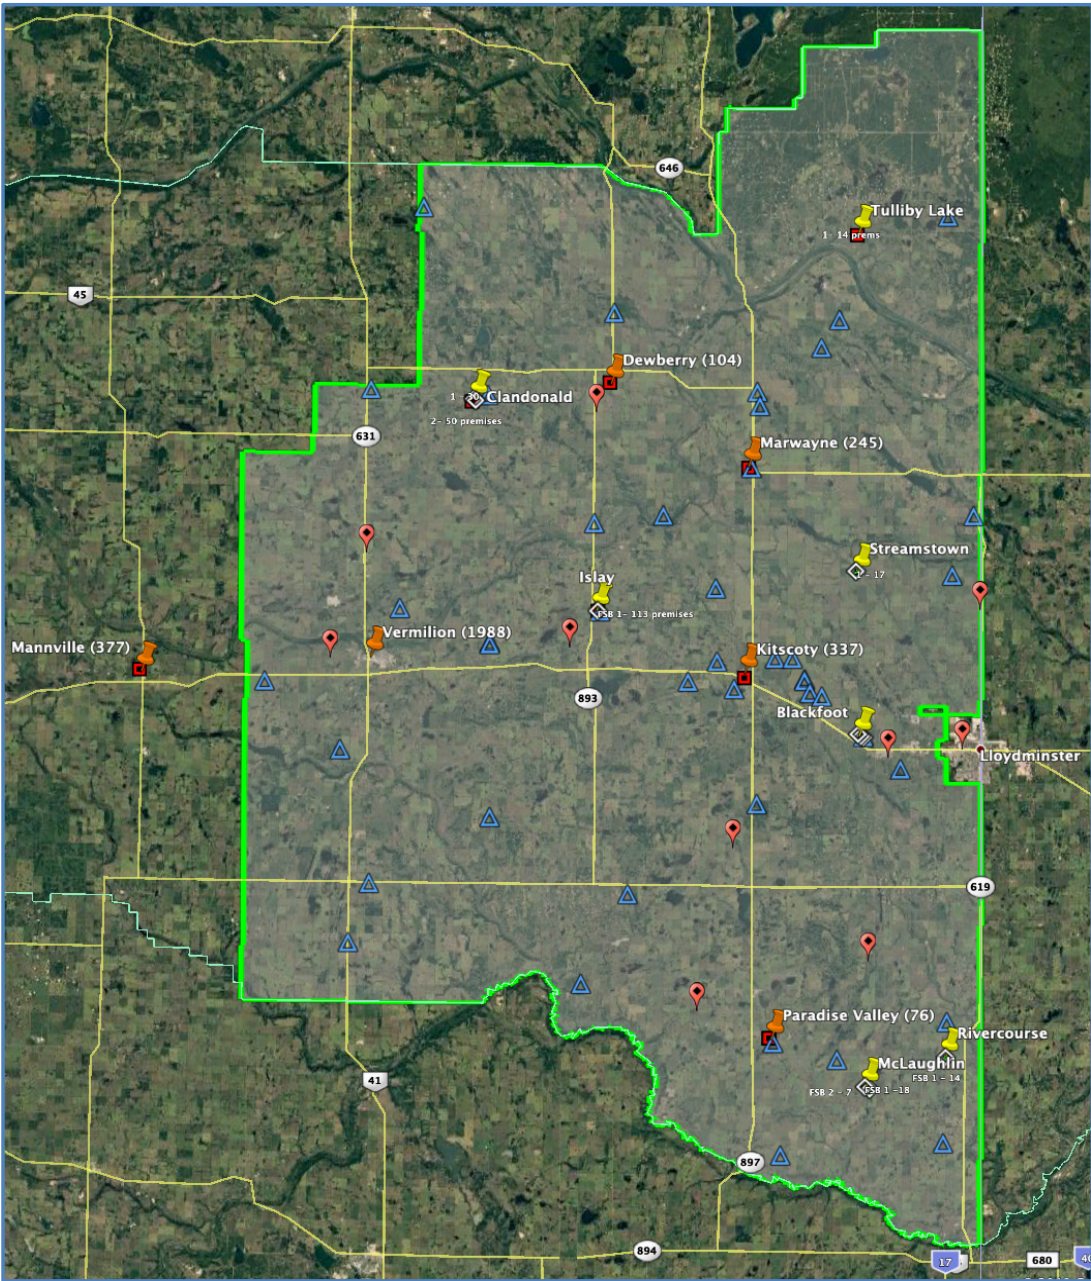 646
Tulliby Lake
1- 14 prems
45
Dewberry (104)
Clandonald
2- 50 premises
631
Marwayne (245)
Streamstown
Islay
FSB 1- 113 premises
Mannville (377)
Vermilion (1988)
Kitscoty (337)
893
Blackfoot
Lloydminster
619
Paradise Valley (76)
Rivercourse
McLaughlin
FSB 1 - 14
FSB 2 - 7
FSB 1 -18
41
897
894
17
680